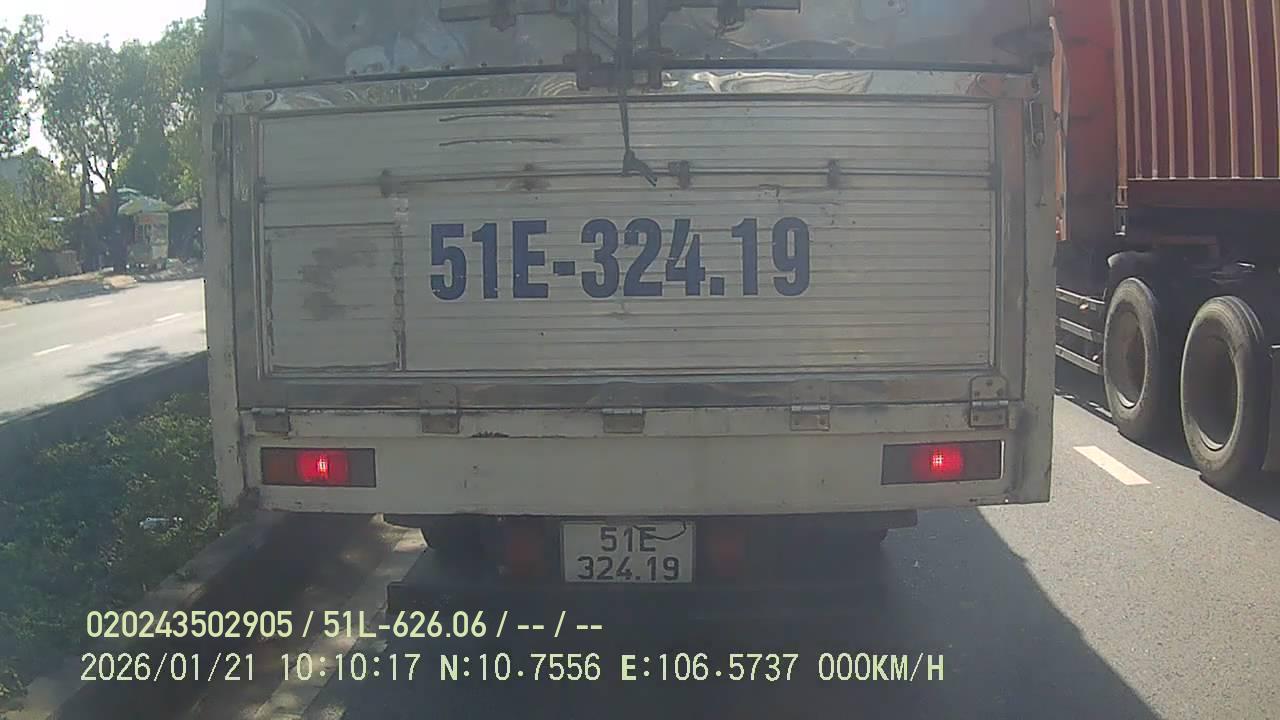 51E-324.19
51E
324.19
020243502905 / 51L-626.06 / -- / --
2026/01/21 10:10:17 N:10.7556 E:106.5737 000KM/H